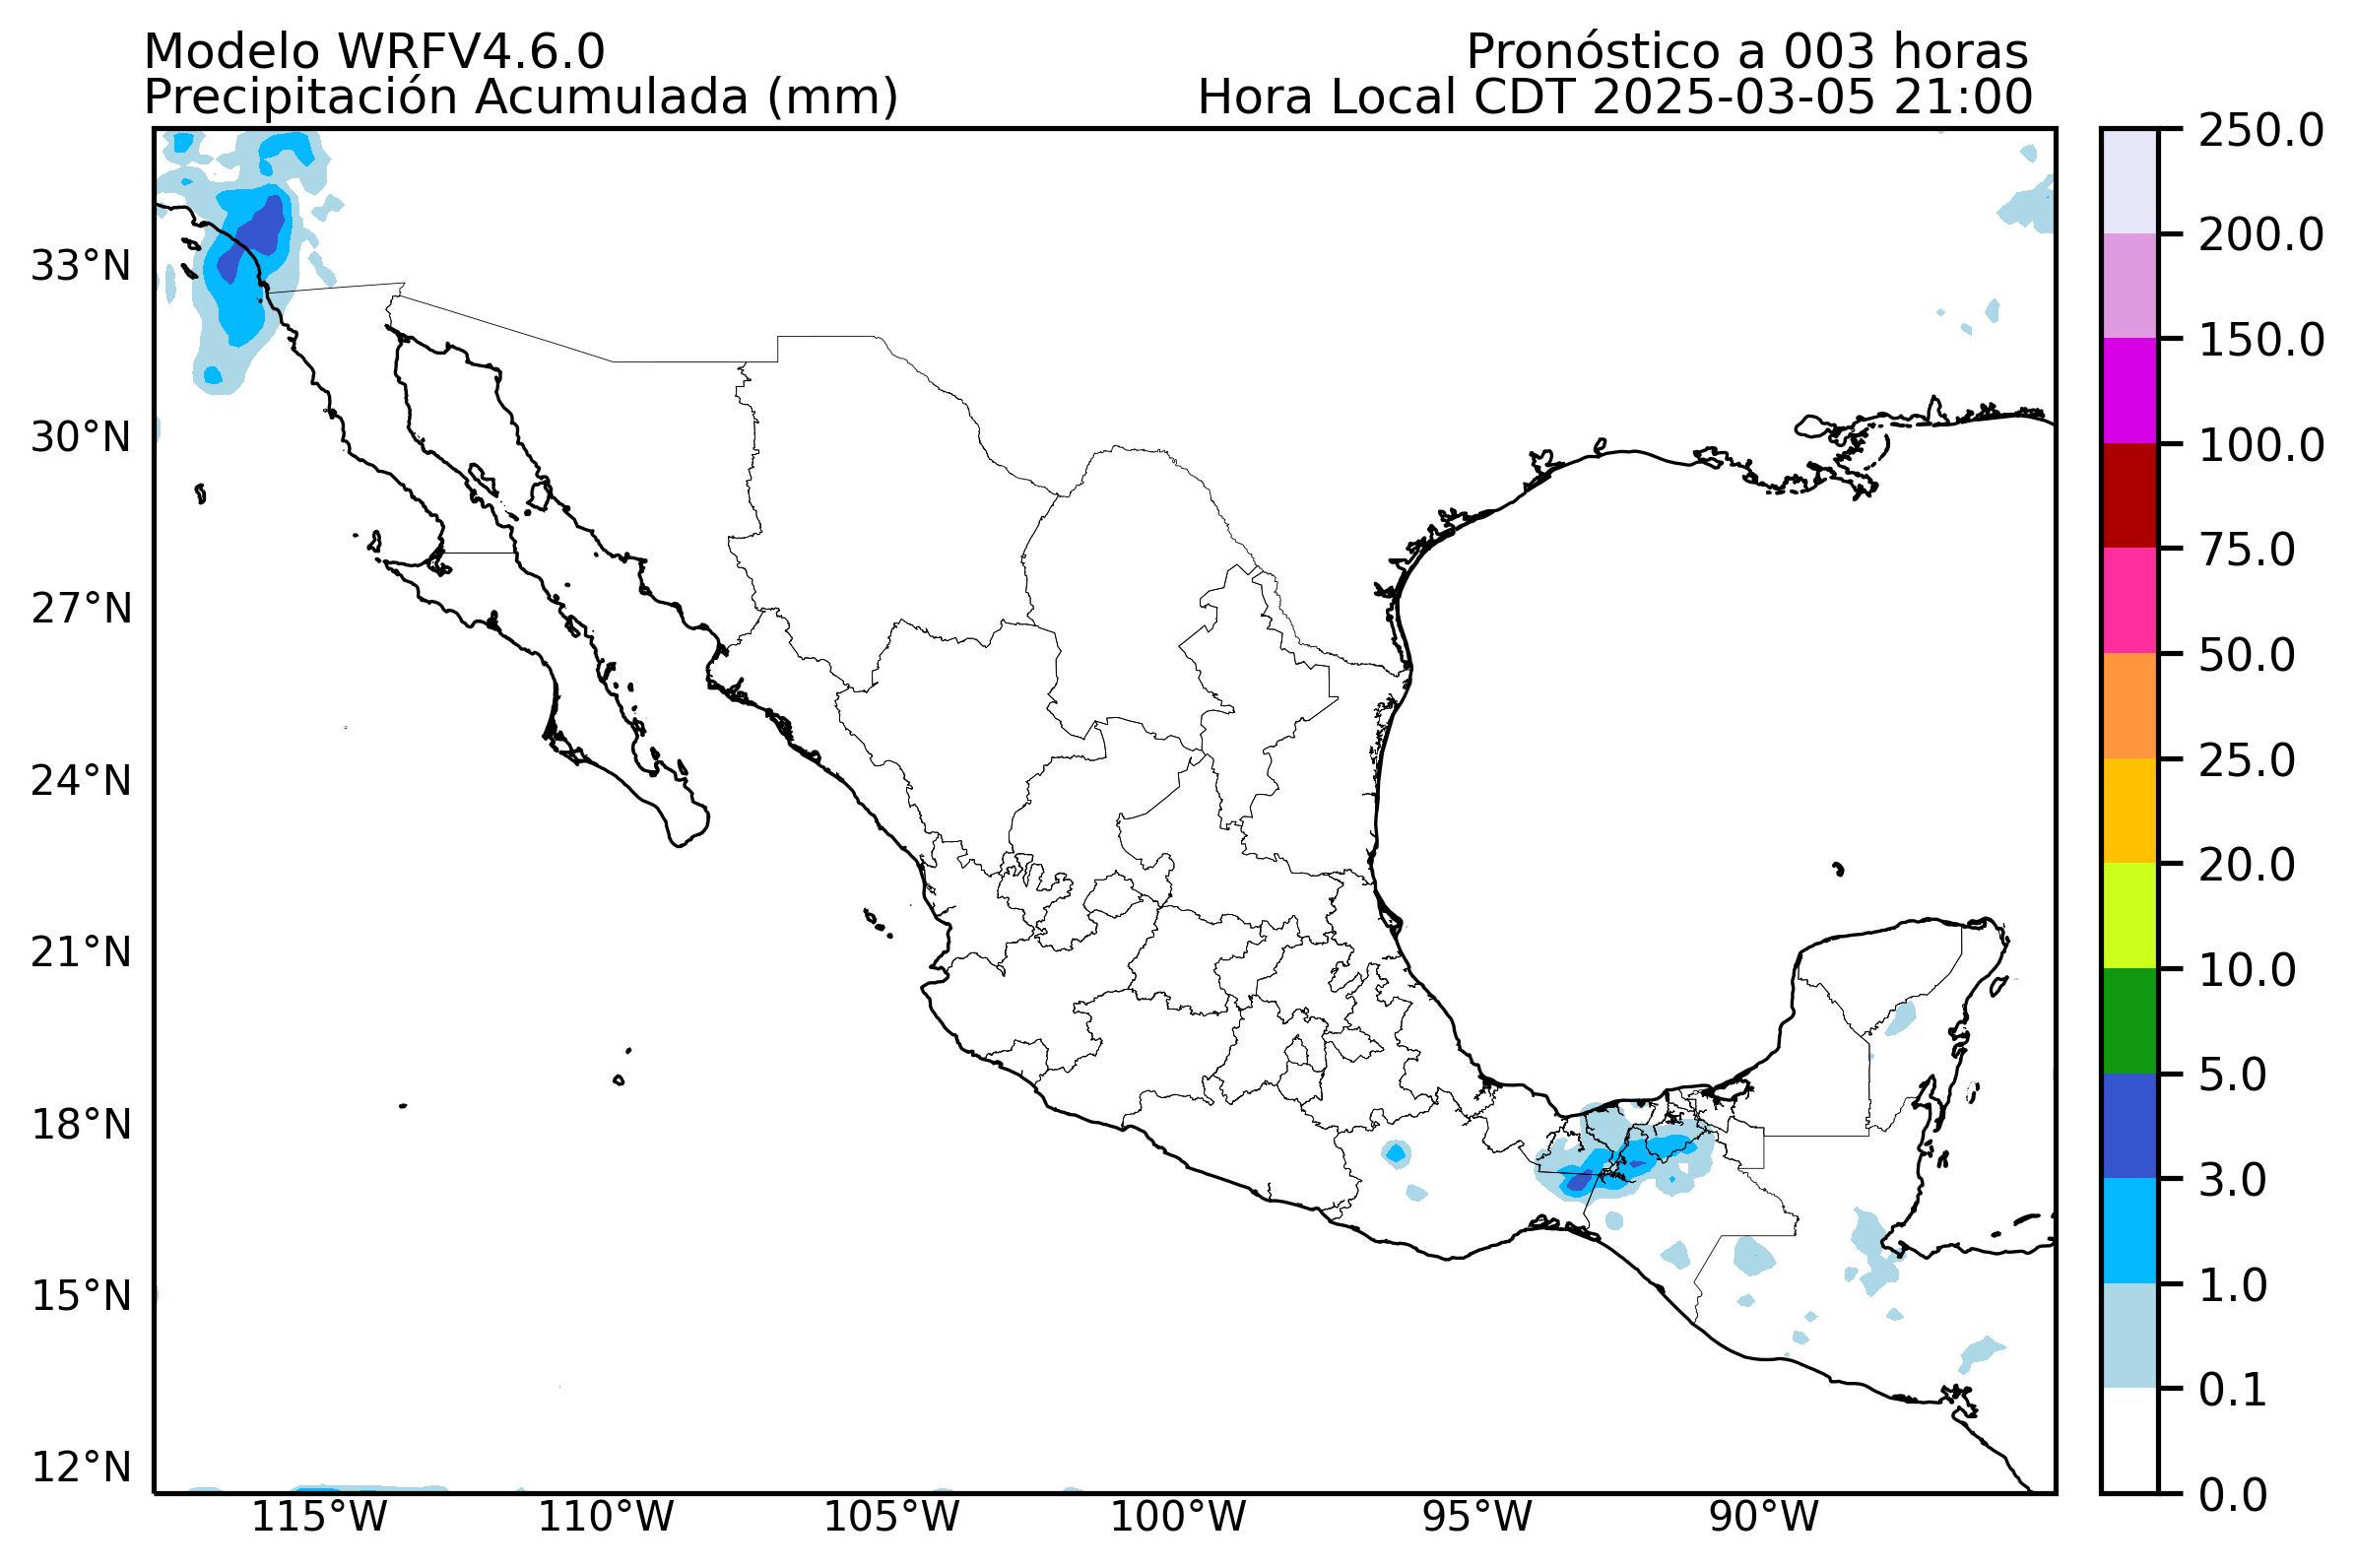 Modelo WRFV4.6.0
Pronóstico a 003 horas
Precipitación Acumulada (mm)
Hora Local CDT 2025-03-05 21:00
33°N
30°N
27°N
24°N
21°N
18°N
15°N
12°N
115°W
110°W
105°W
100°W
95°W
90°W
250.0
200.0
150.0
100.0
75.0
50.0
25.0
20.0
10.0
5.0
3.0
1.0
0.1
0.0